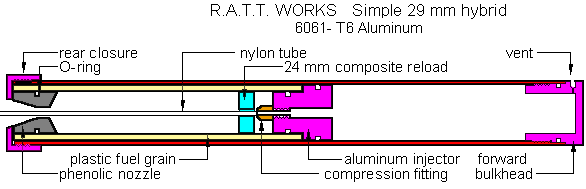 R.A.T.T. WORKS Simple 29 mm hybrid
6061- T6 Aluminum
rear closure
nylon tube
vent
O-ring
24 mm composite reload
plastic fuel grain
aluminum injector
forward
phenolic nozzle
compression fitting
bulkhead